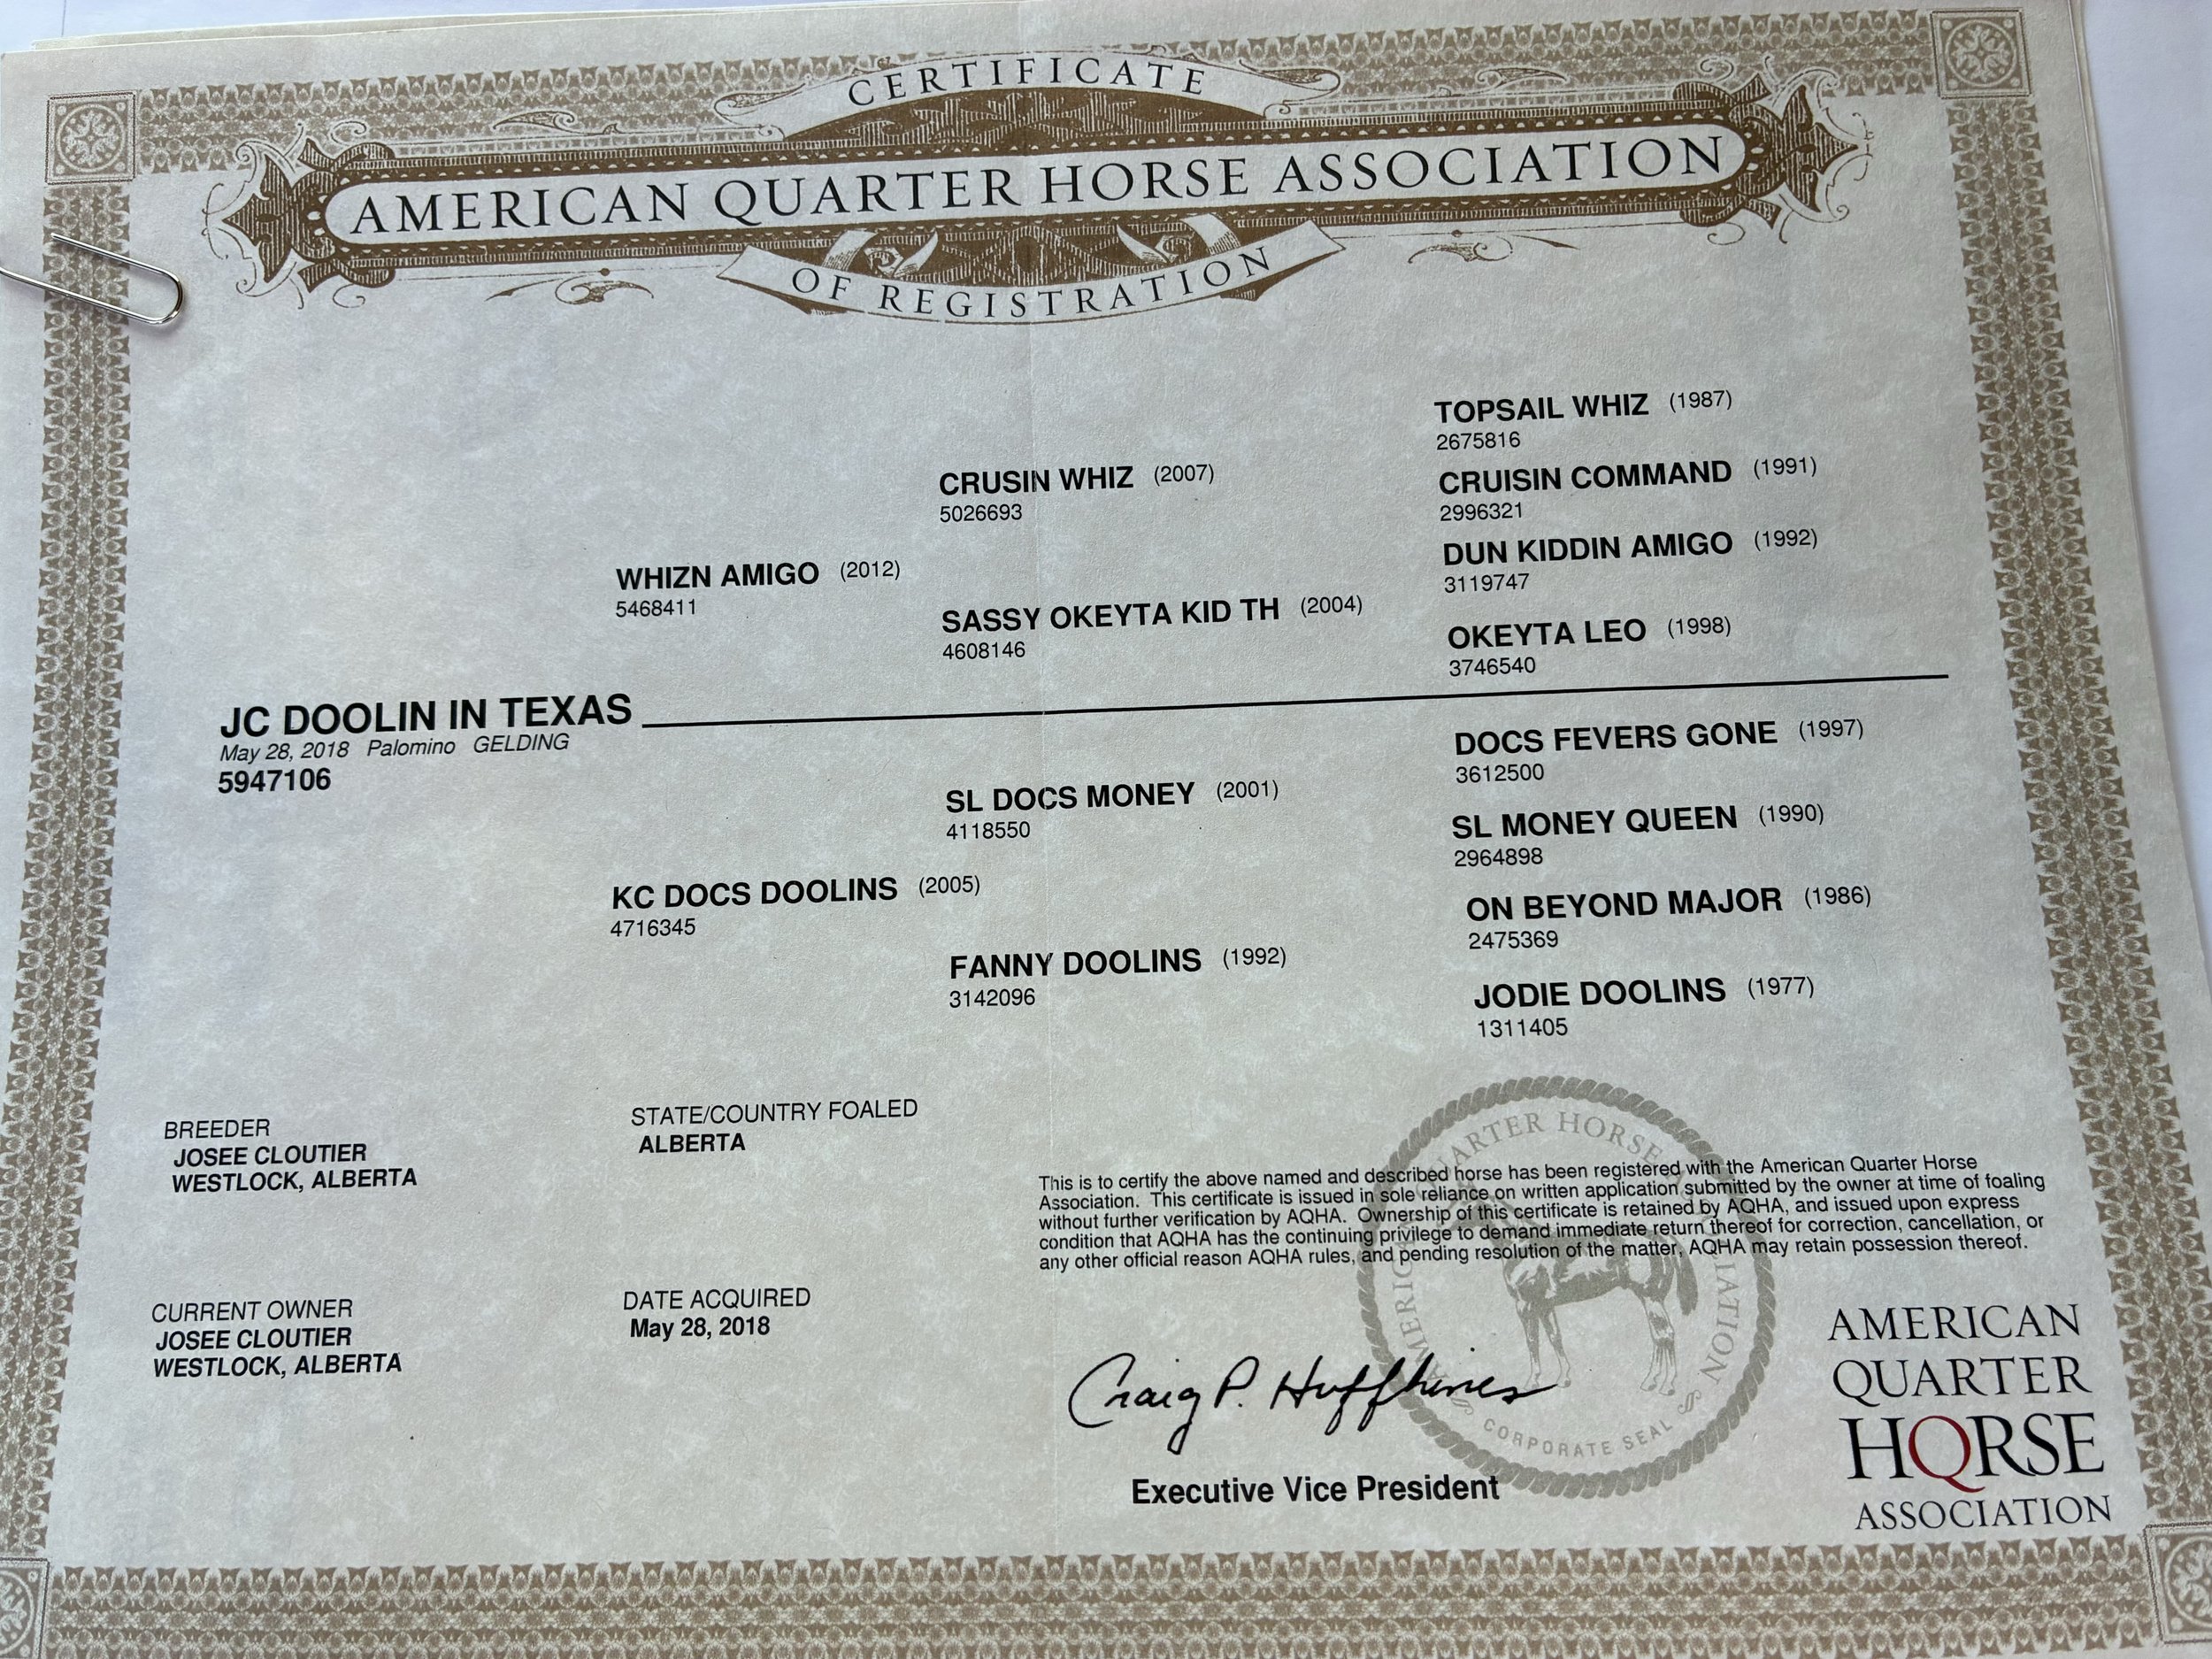 CERTIFICATE
AMERICAN QUARTER HORSE ASSOCIATION
OF REGISTRATION
TOPSAIL WHIZ (1987)
2675816
CRUSIN WHIZ (2007)
5026693
CRUISIN COMMAND (1991)
2996321
WHIZN AMIGO (2012)
5468411
DUN KIDDIN AMIGO (1992)
3119747
SASSY OKEYTA KID TH (2004)
4608146
OKEYTA LEO (1998)
3746540
JC DOOLIN IN TEXAS
May 28, 2018 Palomino GELDING
5947106
DOCS FEVERS GONE (1997)
3612500
SL DOCS MONEY (2001)
4118550
SL MONEY QUEEN (1990)
2964898
KC DOCS DOOLINS (2005)
4716345
ON BEYOND MAJOR (1986)
2475369
FANNY DOOLINS (1992)
3142096
JODIE DOOLINS (1977)
1311405
BREEDER
JOSEE CLOUTIER
WESTLOCK, ALBERTA
STATE/COUNTRY FOALED
ALBERTA
This is to certify the above named and described horse has been registered with the American Quarter Horse
Association. This certificate is issued in sole reliance on written application submitted by the owner at time of foaling
without further verification by AQHA. Ownership of this certificate is retained by AQHA, and issued upon express
condition that AQHA has the continuing privilege to demand immediate return thereof for correction, cancellation, or
any other official reason AQHA rules, and pending resolution of the matter, AQHA may retain possession thereof.
CURRENT OWNER
JOSEE CLOUTIER
WESTLOCK, ALBERTA
DATE ACQUIRED
May 28, 2018
Craig P. Huffhines
Executive Vice President
AMERICAN QUARTER HORSE ASSOCIATION
CORPORATE SEAL
AMERICAN
QUARTER
HORSE
ASSOCIATION